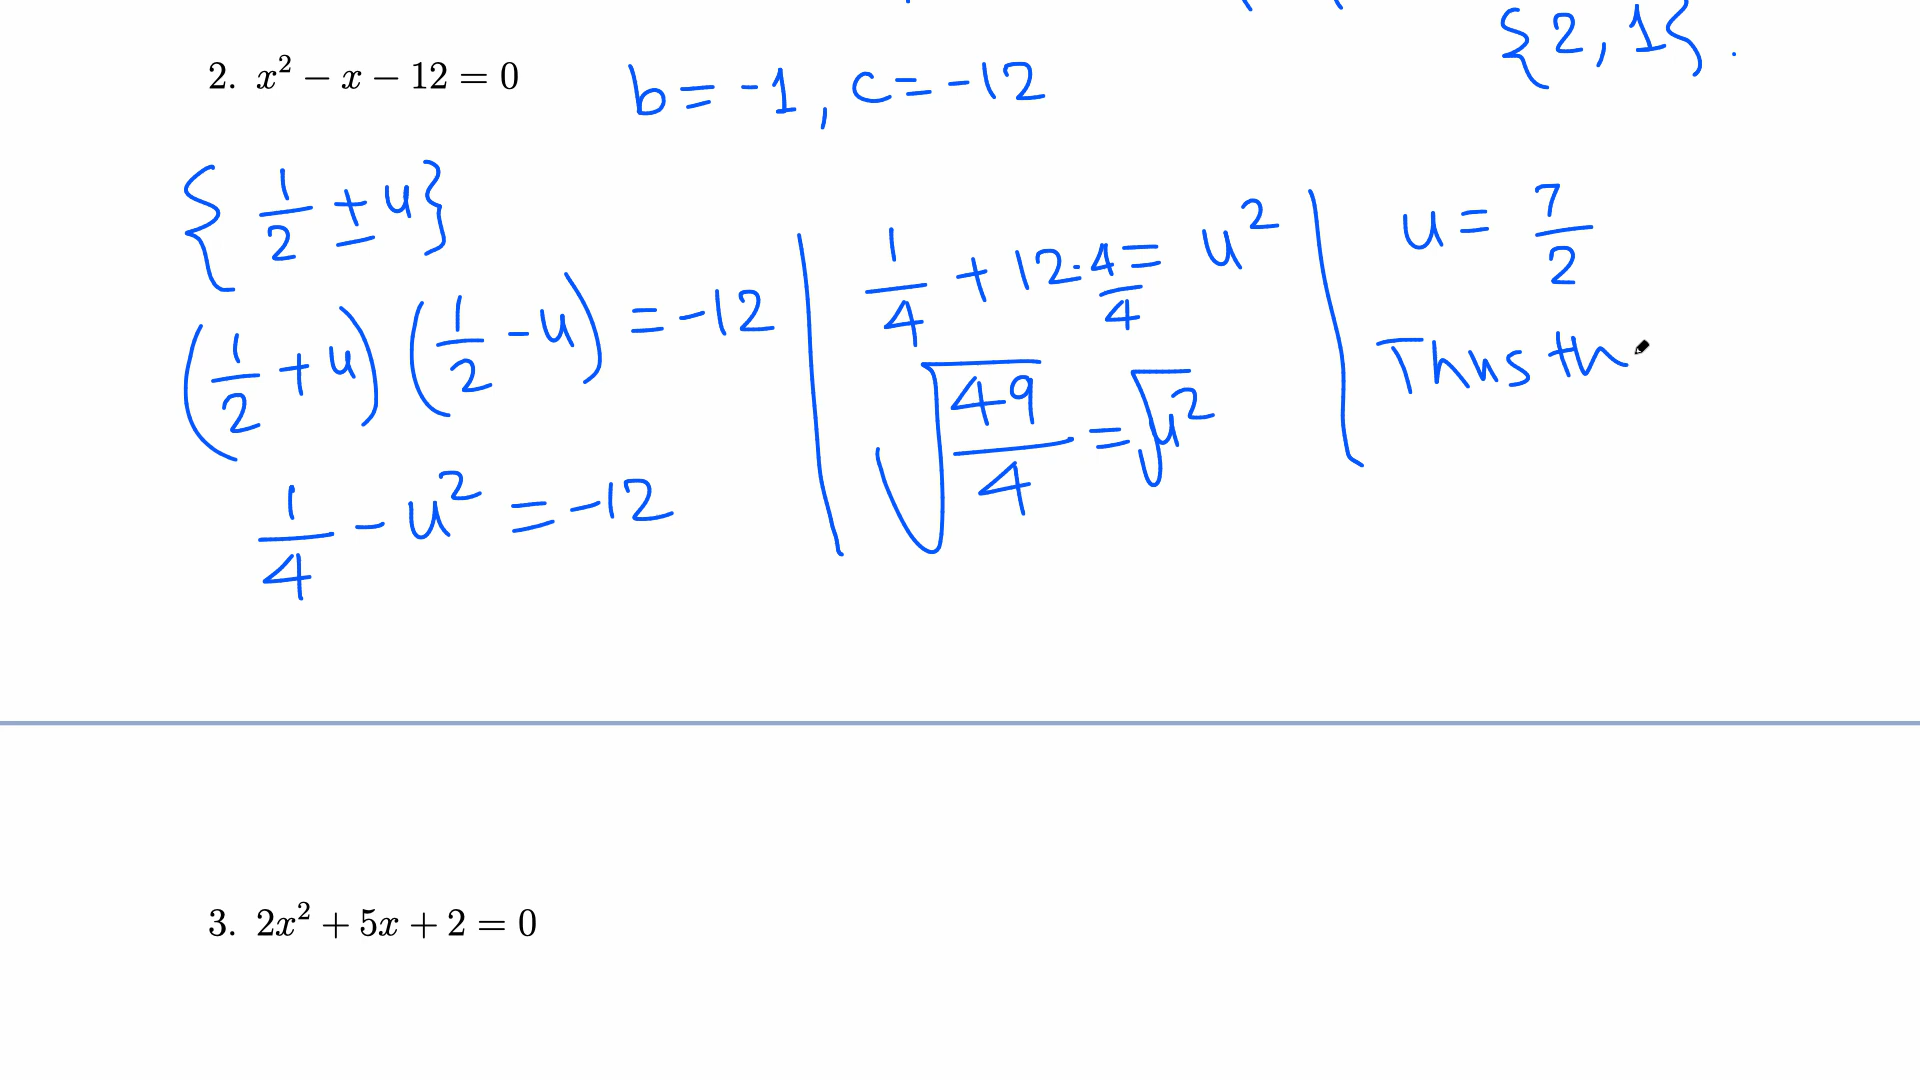 {2, 1}.
2. x² − x − 12 = 0
b = -1, c = -12
{1/2 ± u}
(1/2 + u)(1/2 - u) = -12
1/4 - u² = -12
1/4 + 12·4/4 = u²
√(49/4) = √u²
u = 7/2
Thus th
3. 2x² + 5x + 2 = 0